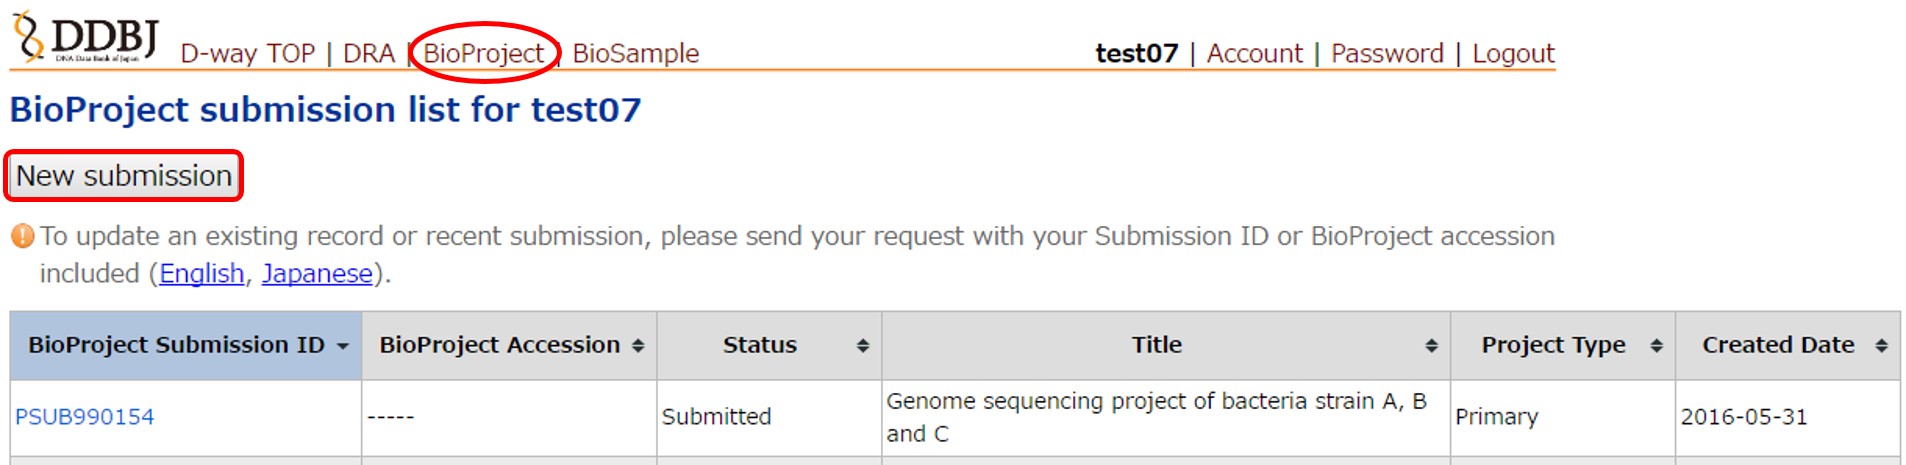 DDBJ
DNA Data Bank of Japan
D-way TOP | DRA | BioProject | BioSample
test07 | Account | Password | Logout
BioProject submission list for test07
New submission
To update an existing record or recent submission, please send your request with your Submission ID or BioProject accession
included (English, Japanese).
BioProject Submission ID BioProject Accession Status Title Project Type Created Date
PSUB990154 ----- Submitted Genome sequencing project of bacteria strain A, B Primary 2016-05-31
and C